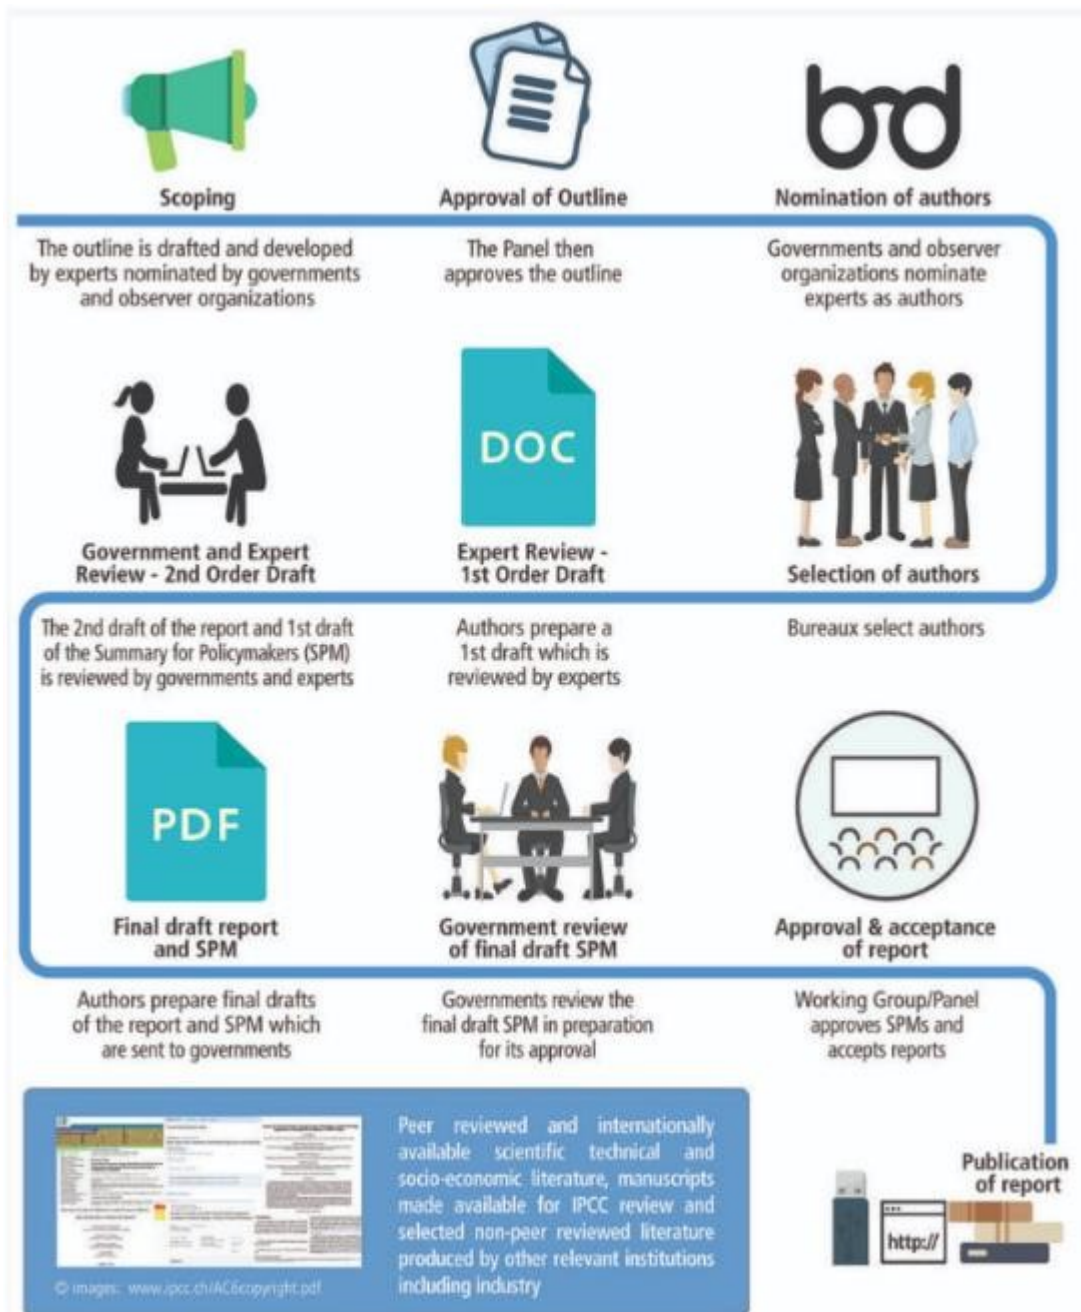 Scoping
Approval of Outline
Nomination of authors
The outline is drafted and developed
by experts nominated by governments
and observer organizations
The Panel then
approves the outline
Governments and observer
organizations nominate
experts as authors
DOC
Government and Expert
Review - 2nd Order Draft
Expert Review -
1st Order Draft
Selection of authors
The 2nd draft of the report and 1st draft
of the Summary for Policymakers (SPM)
is reviewed by governments and experts
Authors prepare a
1st draft which is
reviewed by experts
Bureaux select authors
PDF
Final draft report
and SPM
Government review
of final draft SPM
Approval & acceptance
of report
Authors prepare final drafts
of the report and SPM which
are sent to governments
Governments review the
final draft SPM in preparation
for its approval
Working Group/Panel
approves SPMs and
accepts reports
Peer reviewed and internationally
available scientific technical and
socio-economic literature, manuscripts
made available for IPCC review and
selected non-peer reviewed literature
produced by other relevant institutions
including industry
© images: www.ipcc.ch/AC6copyright.pdf
Publication
of report
http://